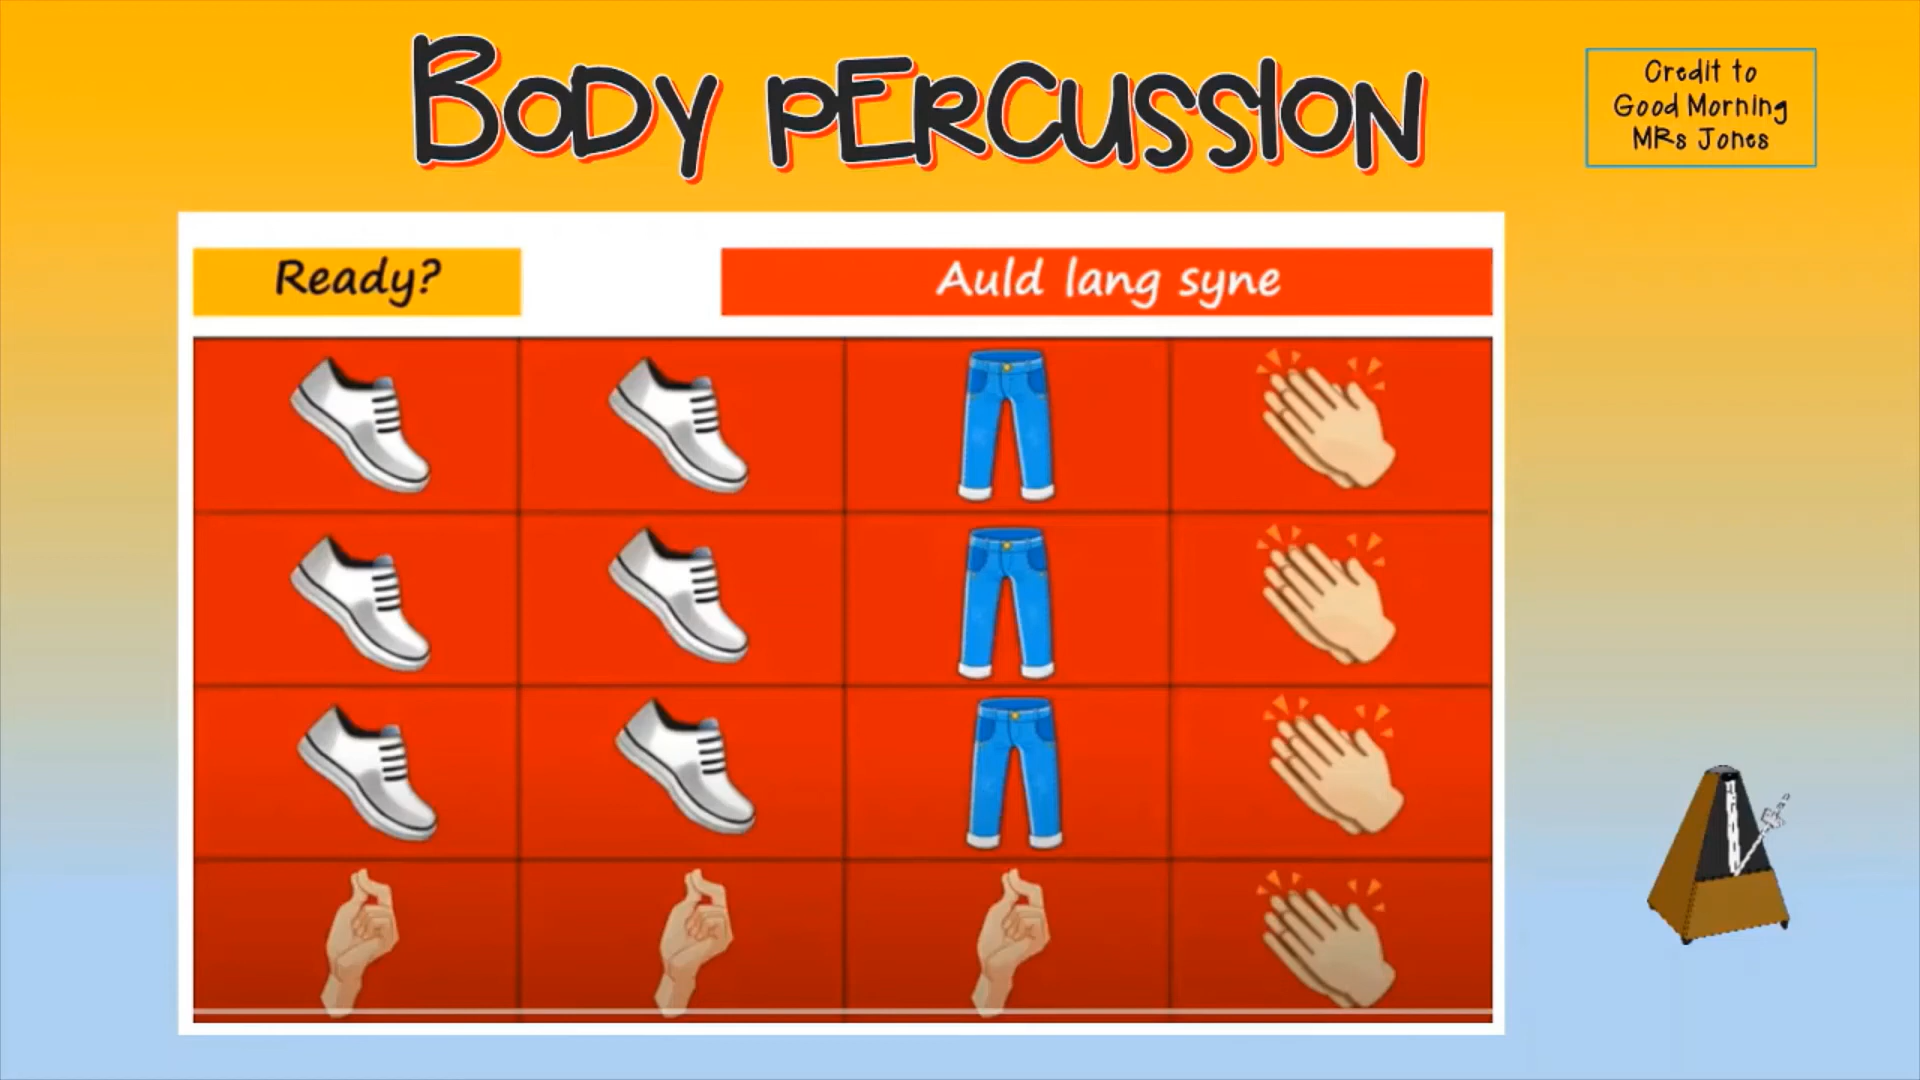 BODY PERCUSSION
Credit to
Good Morning
MRs Jones
Ready?
Auld lang syne